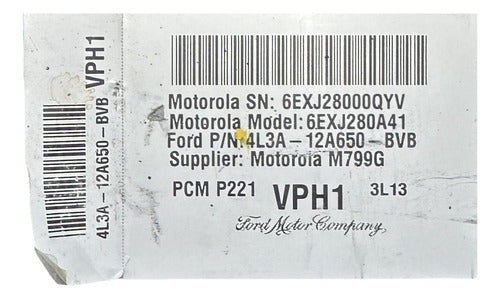 VPH1
4L3A-12A650-BVB
Motorola SN: 6EXJ28000QYV
Motorola Model: 6EXJ280A41
Ford P/N: 4L3A-12A650-BVB
Supplier: Motorola M799G
PCM P221 VPH1 3L13
Ford Motor Company,